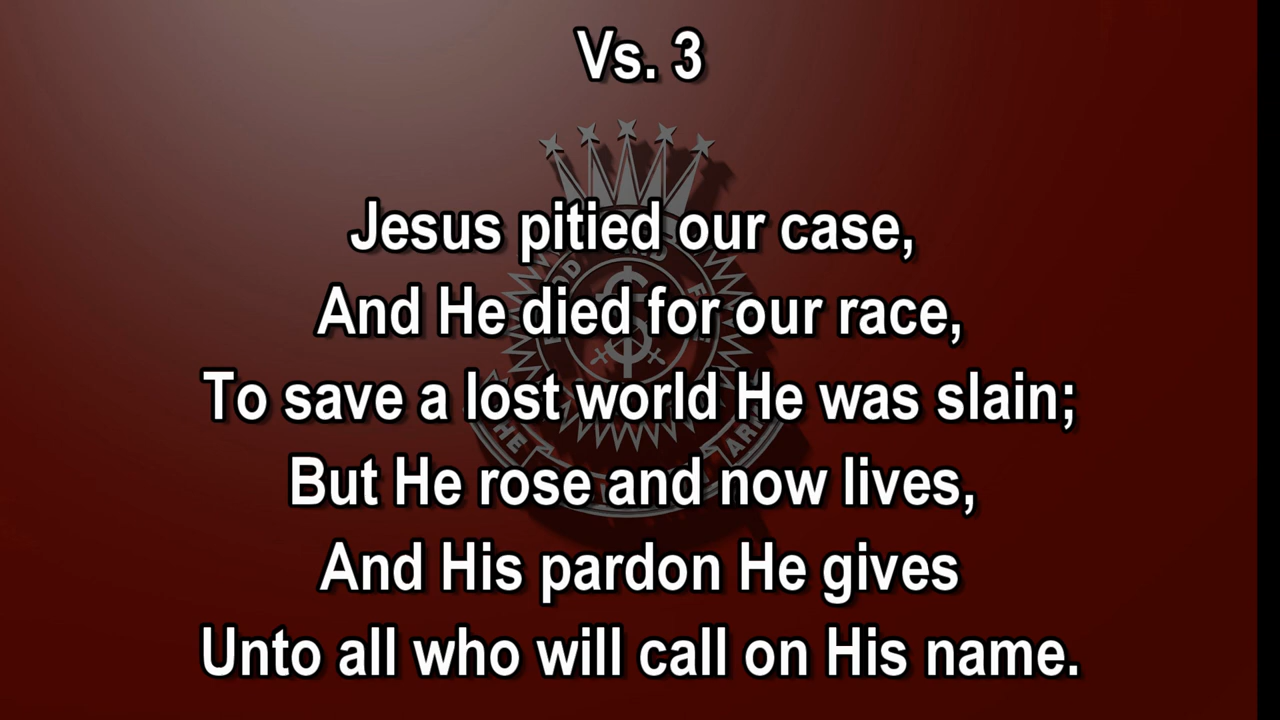 Vs. 3
Jesus pitied our case,
And He died for our race,
To save a lost world He was slain;
But He rose and now lives,
And His pardon He gives
Unto all who will call on His name.
THE
ARM